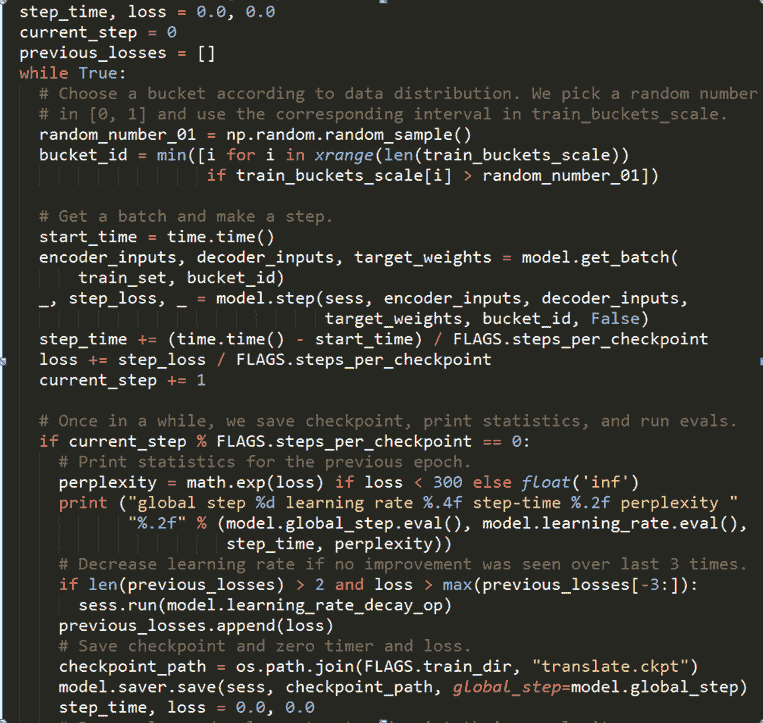 step_time, loss = 0.0, 0.0
current_step = 0
previous_losses = []
while True:
  # Choose a bucket according to data distribution. We pick a random number
  # in [0, 1] and use the corresponding interval in train_buckets_scale.
  random_number_01 = np.random.random_sample()
  bucket_id = min([i for i in xrange(len(train_buckets_scale))
                   if train_buckets_scale[i] > random_number_01])

  # Get a batch and make a step.
  start_time = time.time()
  encoder_inputs, decoder_inputs, target_weights = model.get_batch(
      train_set, bucket_id)
  _, step_loss, _ = model.step(sess, encoder_inputs, decoder_inputs,
                               target_weights, bucket_id, False)
  step_time += (time.time() - start_time) / FLAGS.steps_per_checkpoint
  loss += step_loss / FLAGS.steps_per_checkpoint
  current_step += 1

  # Once in a while, we save checkpoint, print statistics, and run evals.
  if current_step % FLAGS.steps_per_checkpoint == 0:
    # Print statistics for the previous epoch.
    perplexity = math.exp(loss) if loss < 300 else float('inf')
    print ("global step %d learning rate %.4f step-time %.2f perplexity "
           "%.2f" % (model.global_step.eval(), model.learning_rate.eval(),
                     step_time, perplexity))
    # Decrease learning rate if no improvement was seen over last 3 times.
    if len(previous_losses) > 2 and loss > max(previous_losses[-3:]):
      sess.run(model.learning_rate_decay_op)
    previous_losses.append(loss)
    # Save checkpoint and zero timer and loss.
    checkpoint_path = os.path.join(FLAGS.train_dir, "translate.ckpt")
    model.saver.save(sess, checkpoint_path, global_step=model.global_step)
    step_time, loss = 0.0, 0.0